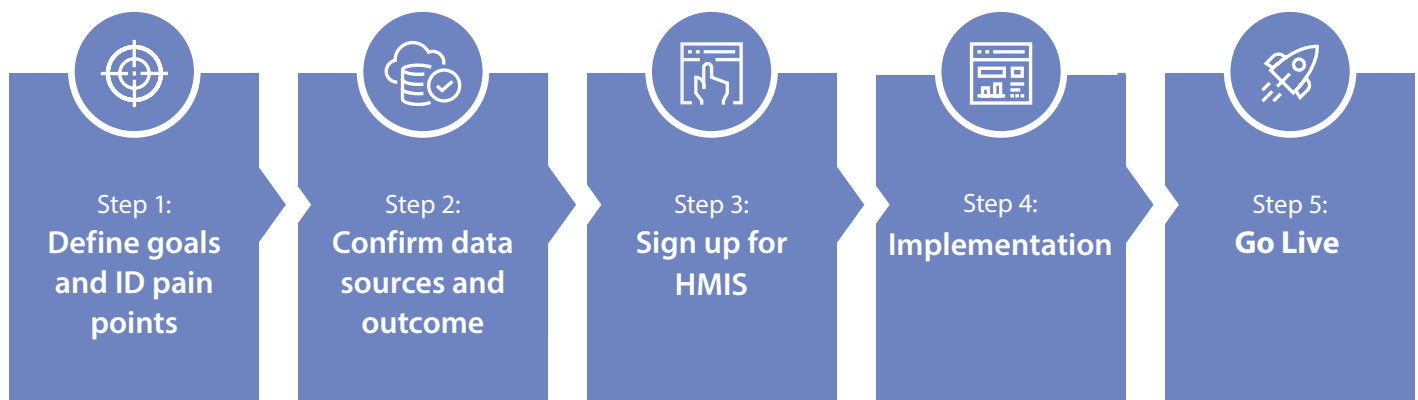 Step 1:
Define goals
and ID pain
points
Step 2:
Confirm data
sources and
outcome
Step 3:
Sign up for
HMIS
Step 4:
Implementation
Step 5:
Go Live